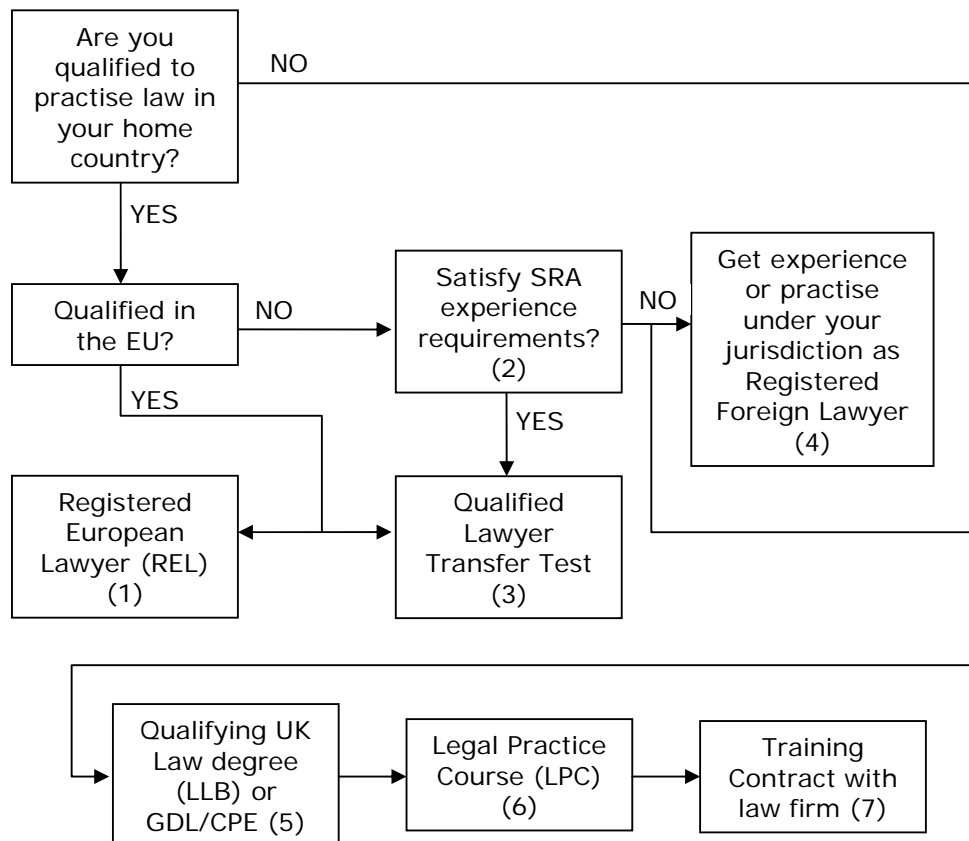 Are you
qualified to
practise law in
your home
country?
NO
YES
Qualified in
the EU?
NO
Satisfy SRA
experience
requirements?
(2)
NO
Get experience
or practise
under your
jurisdiction as
Registered
Foreign Lawyer
(4)
YES
YES
Registered
European
Lawyer (REL)
(1)
Qualified
Lawyer
Transfer Test
(3)
Qualifying UK
Law degree
(LLB) or
GDL/CPE (5)
Legal Practice
Course (LPC)
(6)
Training
Contract with
law firm (7)